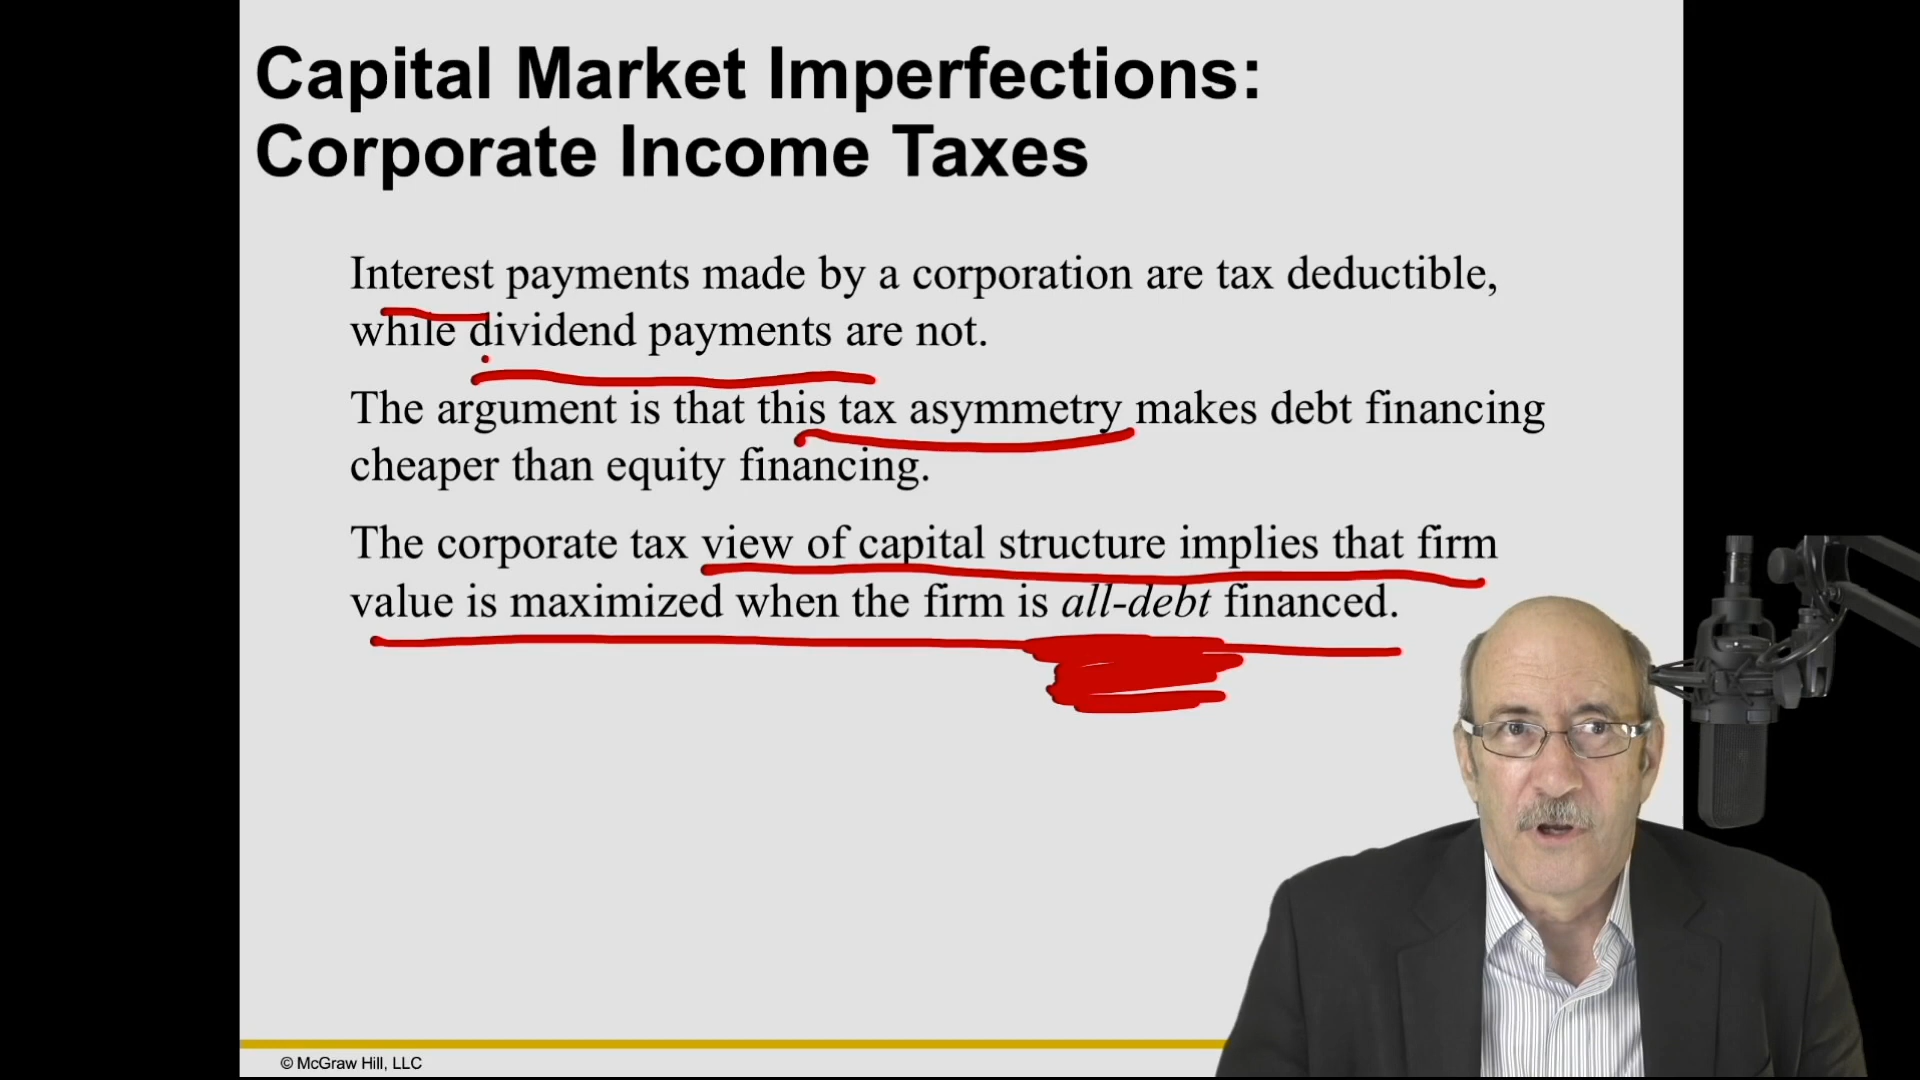 Capital Market Imperfections:
Corporate Income Taxes
Interest payments made by a corporation are tax deductible,
while dividend payments are not.
The argument is that this tax asymmetry makes debt financing
cheaper than equity financing.
The corporate tax view of capital structure implies that firm
value is maximized when the firm is all-debt financed.
© McGraw Hill, LLC